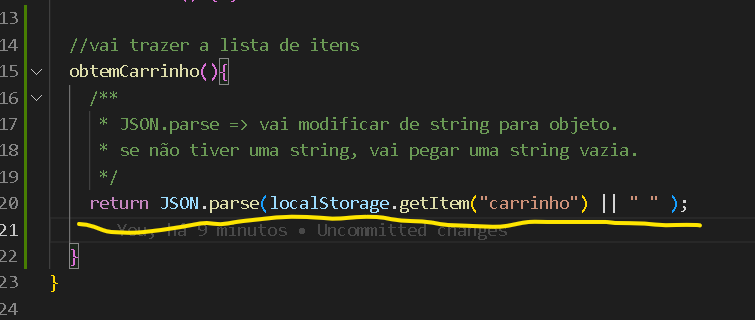 13
14 //vai trazer a lista de itens
15 obtemCarrinho(){
16 /**
17 * JSON.parse => vai modificar de string para objeto.
18 * se não tiver uma string, vai pegar uma string vazia.
19 */
20 return JSON.parse(localStorage.getItem("carrinho") || " " );
21 You, há 9 minutos • Uncommitted changes
22 }
23 }
24